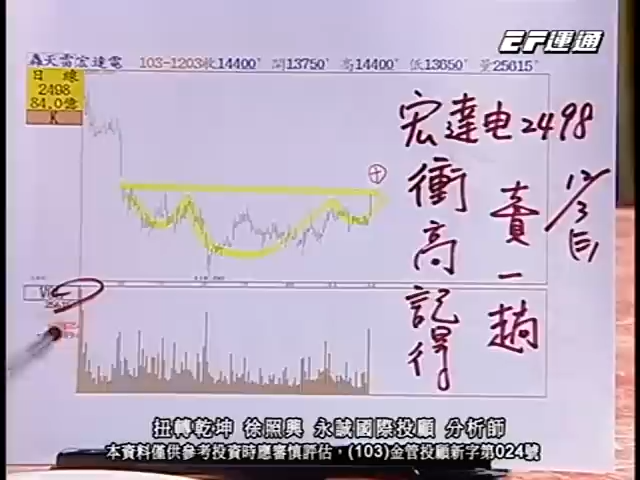 EF運通
轟天雷宏達電 103-1203收14400' 開13750' 高14400' 低13650' 量25615'
日 線
2498
84.0億
K
宏達电2498
衝高記得
賣一趟
12/3日
扭轉乾坤 徐照興 永誠國際投顧 分析師
本資料僅供參考投資時應審慎評估，(103)金管投顧新字第024號